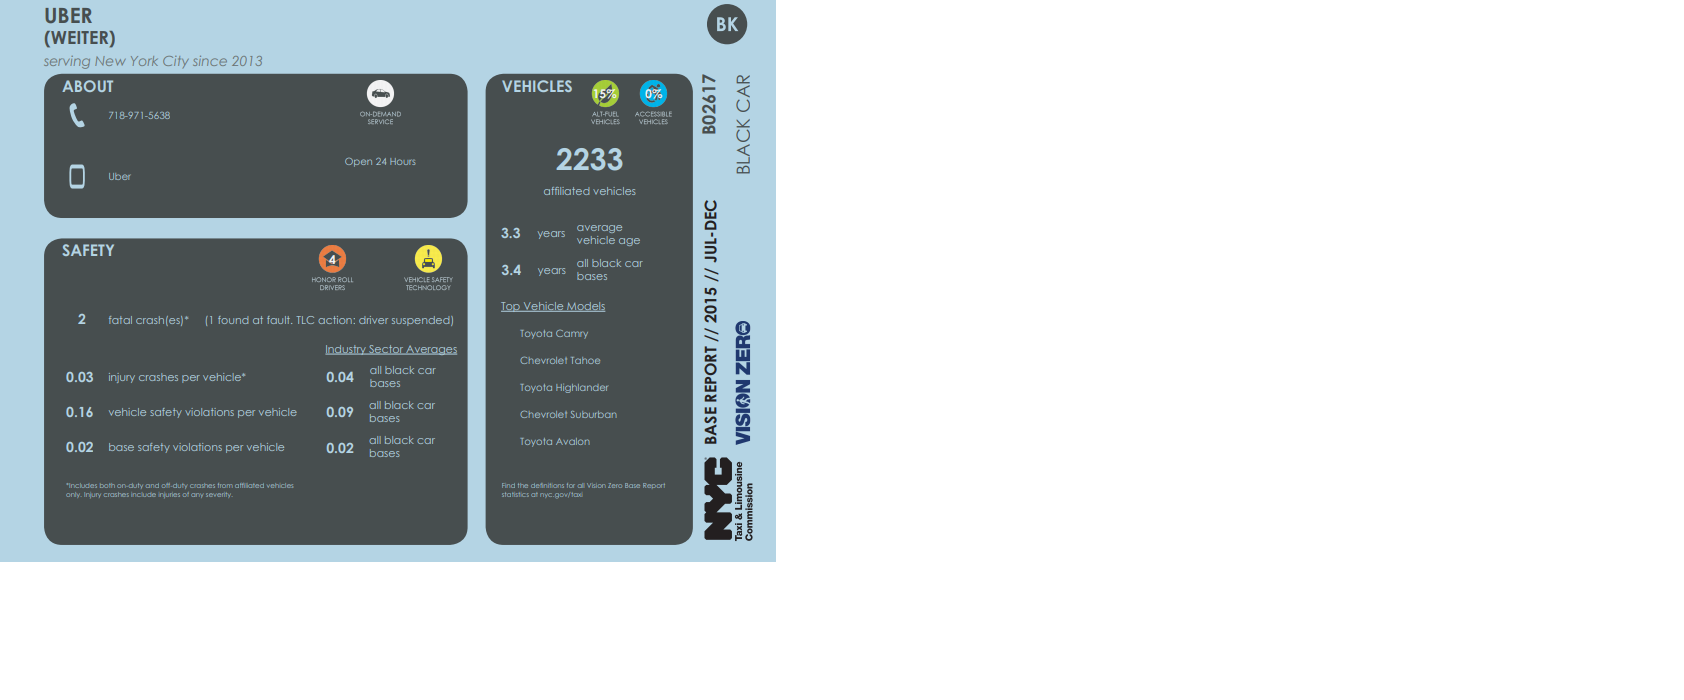 UBER
(WEITER)
serving New York City since 2013
BK
ABOUT
718-971-5638
ON-DEMAND
SERVICE
Open 24 Hours
Uber
SAFETY
4
HONOR ROLL
DRIVERS
VEHICLE SAFETY
TECHNOLOGY
2 fatal crash(es)* (1 found at fault. TLC action: driver suspended)
Industry Sector Averages
0.03 injury crashes per vehicle* 0.04 all black car
bases
0.16 vehicle safety violations per vehicle 0.09 all black car
bases
0.02 base safety violations per vehicle 0.02 all black car
bases
*Includes both on-duty and off-duty crashes from affiliated vehicles
only. Injury crashes include injuries of any severity.
VEHICLES
15%
ALT-FUEL
VEHICLES
0%
ACCESSIBLE
VEHICLES
2233
affiliated vehicles
3.3 years average
vehicle age
3.4 years all black car
bases
Top Vehicle Models
Toyota Camry
Chevrolet Tahoe
Toyota Highlander
Chevrolet Suburban
Toyota Avalon
Find the definitions for all Vision Zero Base Report
statistics at nyc.gov/taxi
B02617
BLACK CAR
BASE REPORT // 2015 // JUL-DEC
VISION ZERO
NYC
Taxi & Limousine
Commission